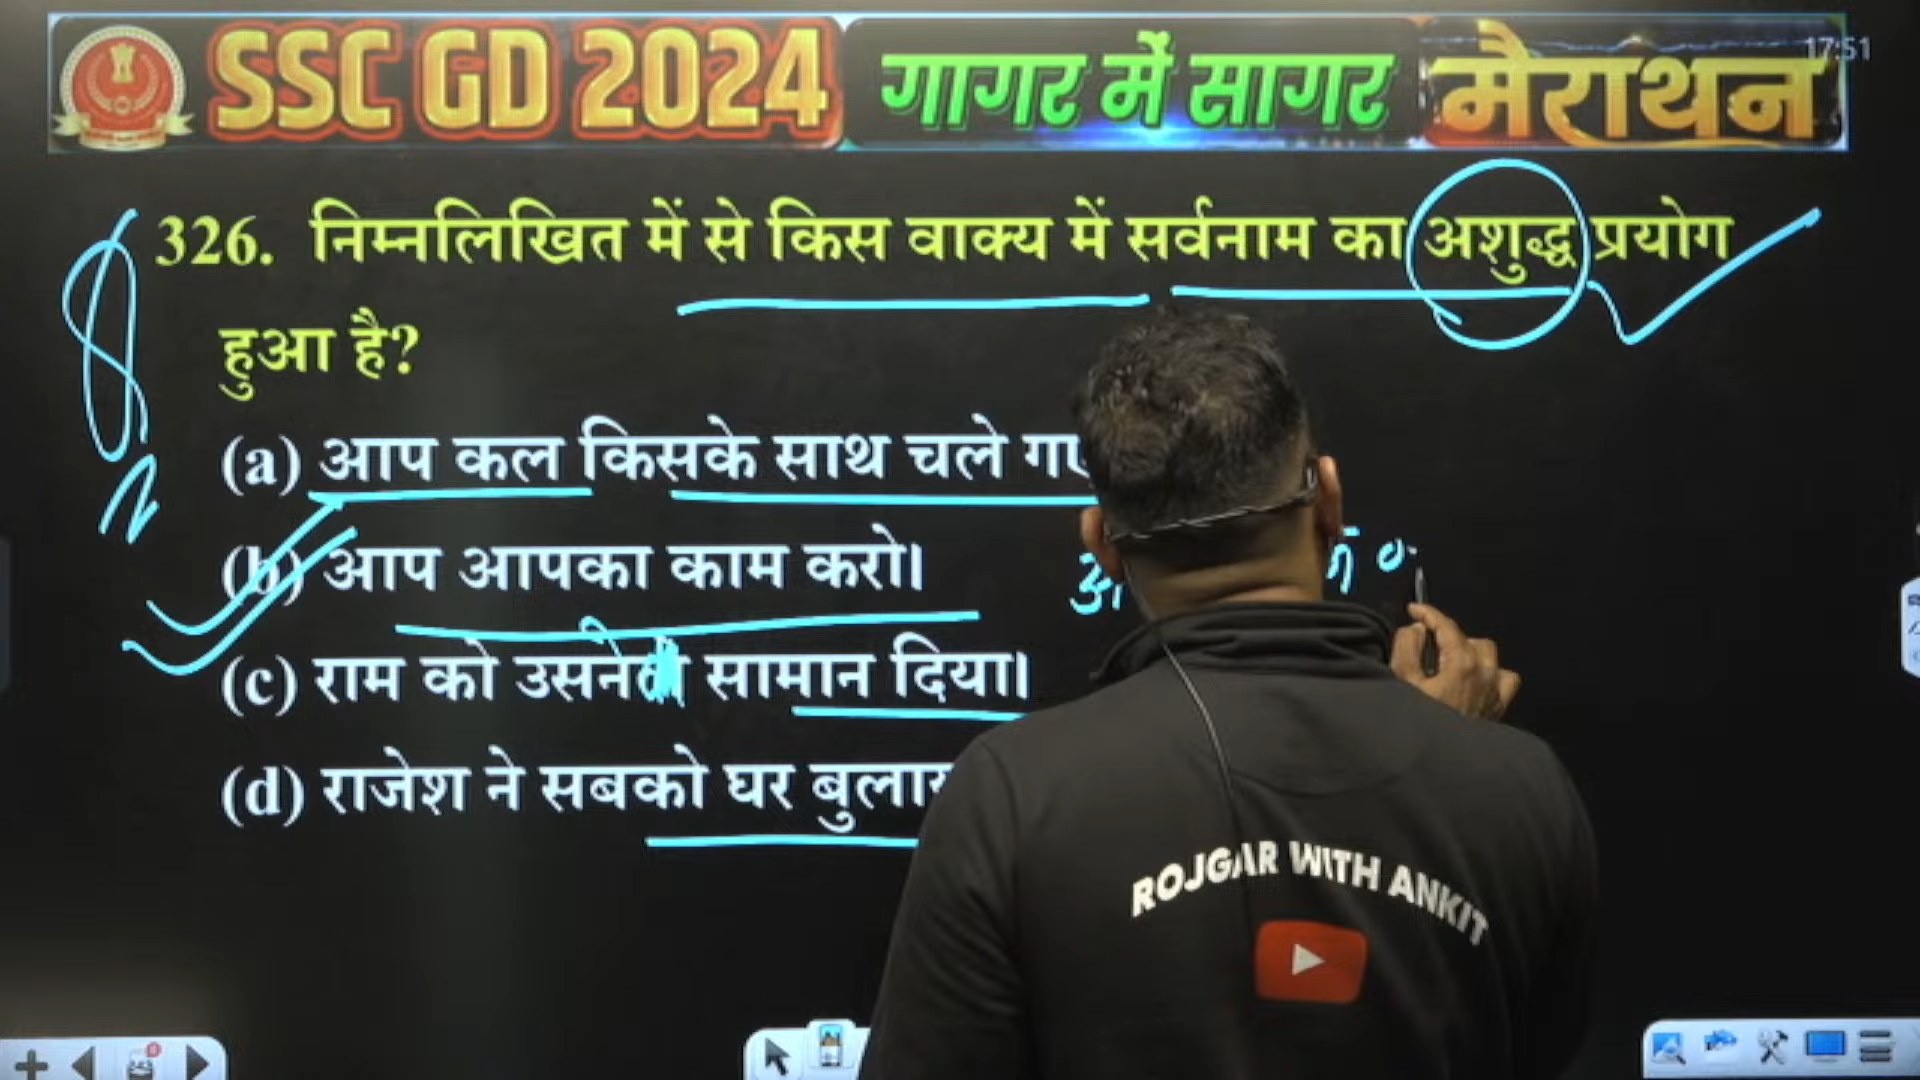 SSC GD 2024 गागर में सागर मैराथन
17:51
326. निम्नलिखित में से किस वाक्य में सर्वनाम का अशुद्ध प्रयोग
हुआ है?
(a) आप कल किसके साथ चले
(b) आप आपका काम करो।
(c) राम को उसने सामान दिया।
(d) राजेश ने सबको घर
ROJGAR WITH ANKIT